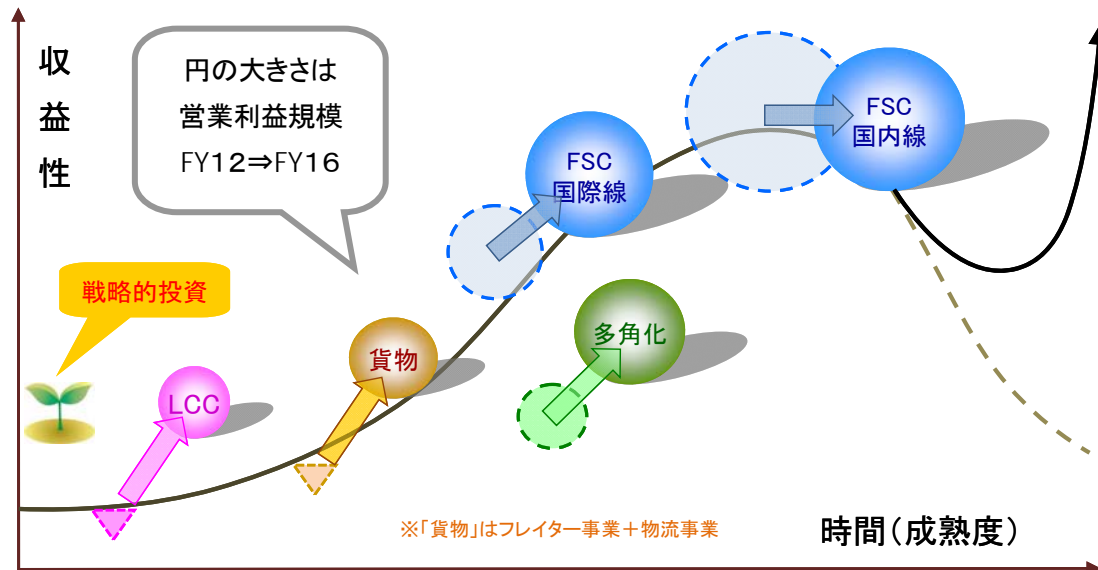 収益性
円の大きさは
営業利益規模
FY12⇒FY16
FSC
国内線
FSC
国際線
戦略的投資
多角化
貨物
LCC
※「貨物」はフレイター事業＋物流事業
時間（成熟度）